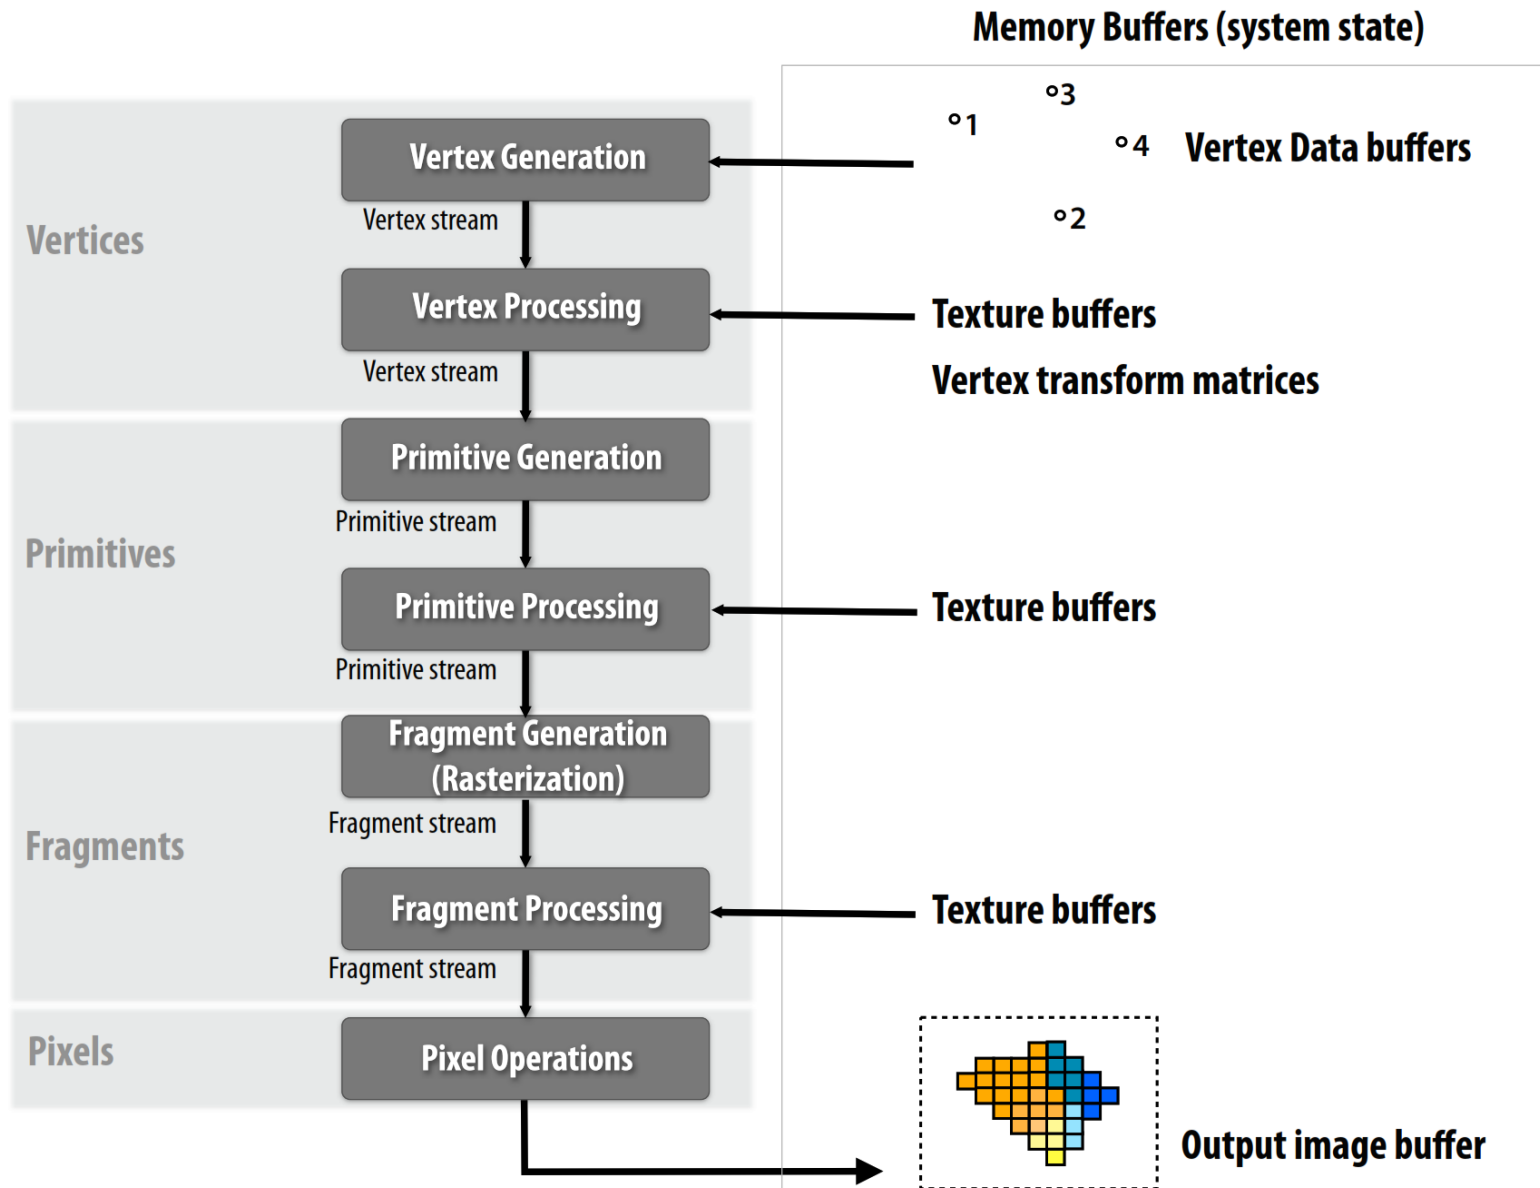 Memory Buffers (system state)
3
1
4
Vertex Data buffers
2
Vertices
Vertex Generation
Vertex stream
Vertex Processing
Texture buffers
Vertex stream
Vertex transform matrices
Primitives
Primitive Generation
Primitive stream
Primitive Processing
Texture buffers
Primitive stream
Fragments
Fragment Generation
(Rasterization)
Fragment stream
Fragment Processing
Texture buffers
Fragment stream
Pixels
Pixel Operations
Output image buffer